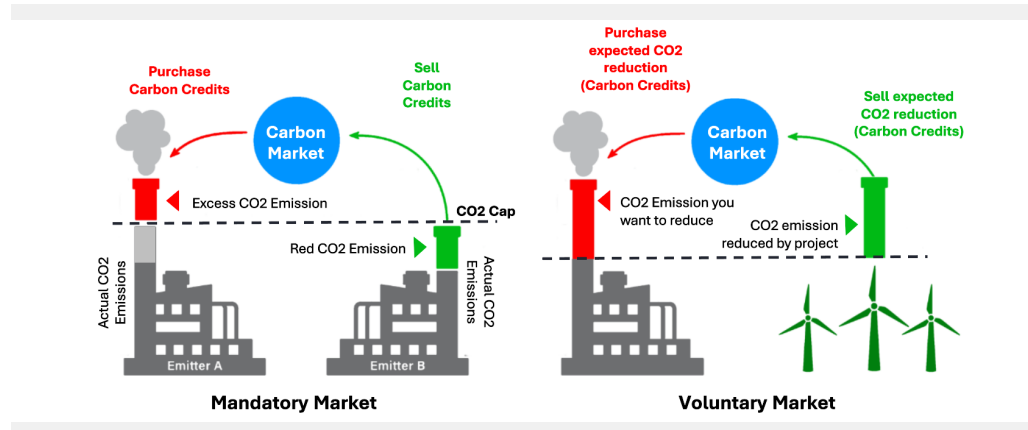 Purchase
Carbon Credits
Sell
Carbon
Credits
Carbon
Market
Excess CO2 Emission
CO2 Cap
Red CO2 Emission
Actual CO2
Emissions
Actual CO2
Emissions
Emitter A
Emitter B
Mandatory Market
Purchase
expected CO2
reduction
(Carbon Credits)
Sell expected
CO2 reduction
(Carbon Credits)
Carbon
Market
CO2 Emission you
want to reduce
CO2 emission
reduced by project
Voluntary Market